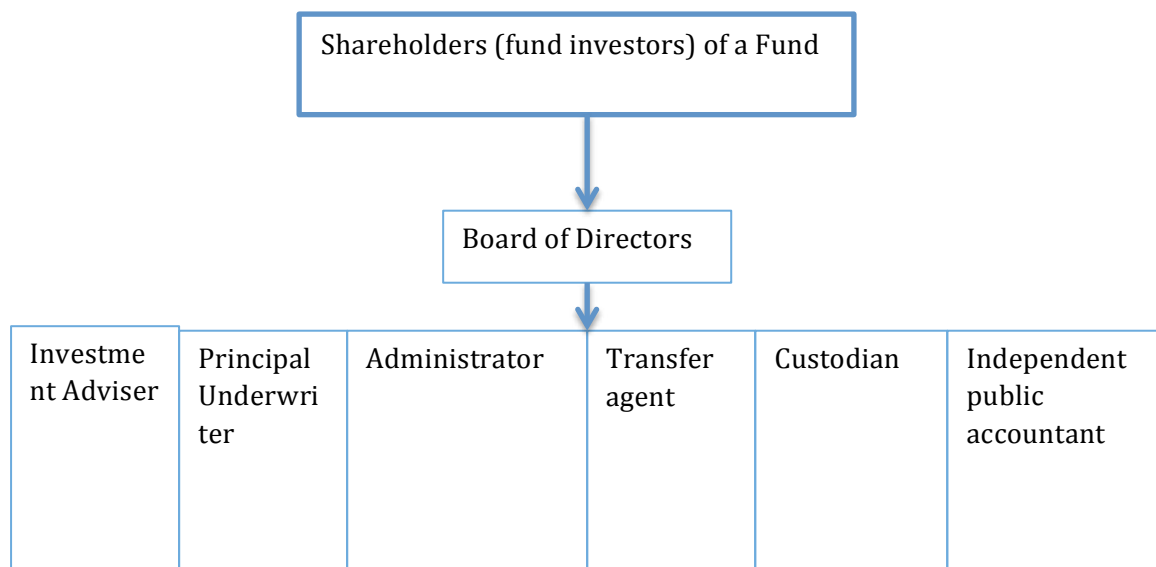 Shareholders (fund investors) of a Fund
Board of Directors
Investme
nt Adviser
Principal
Underwri
ter
Administrator
Transfer
agent
Custodian
Independent
public
accountant